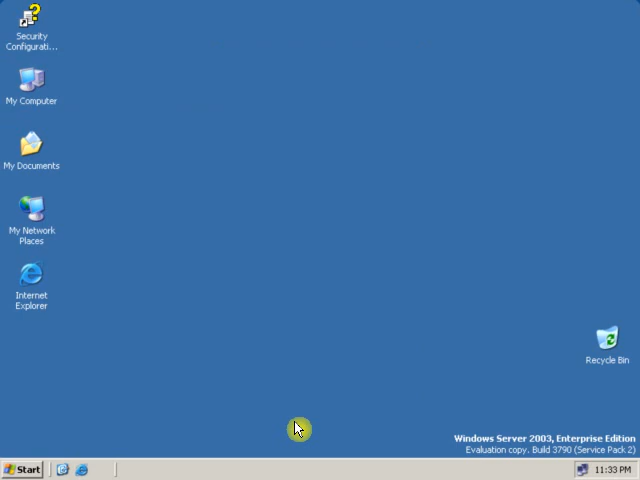 Security
Configurati...
My Computer
My Documents
My Network
Places
Internet
Explorer
Recycle Bin
Windows Server 2003, Enterprise Edition
Evaluation copy. Build 3790 (Service Pack 2)
Start
11:33 PM